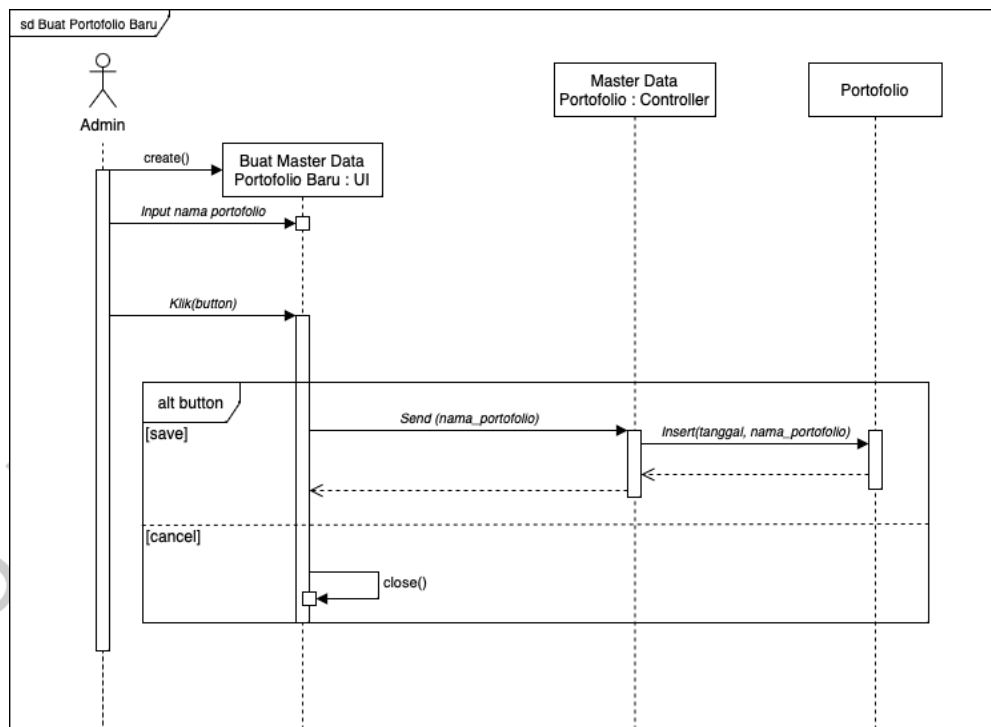 sd Buat Portofolio Baru
Admin
Master Data
Portofolio : Controller
Portofolio
create()
Buat Master Data
Portofolio Baru : UI
Input nama portofolio
Klik(button)
alt button
[save]
Send (nama_portofolio)
Insert(tanggal, nama_portofolio)
[cancel]
close()